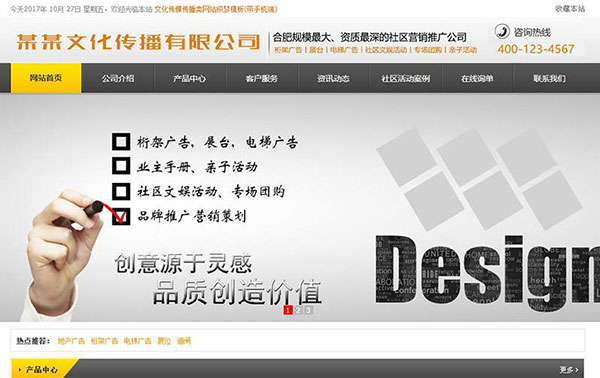 今天2017年 10月 27日 星期五，欢迎光临本站 文化传媒传播类网站织梦模板(带手机端)
收藏本站
某某文化传播有限公司
合肥规模最大、资质最深的社区营销推广公司
桁架广告 | 展台 | 电梯广告 | 社区文娱活动 | 专场团购 | 亲子活动
咨询热线
400-123-4567
网站首页 公司介绍 产品中心 客户服务 资讯动态 社区活动案例 在线询单 联系我们
桁架广告，展台，电梯广告
业主手册、亲子活动
社区文娱活动、专场团购
品牌推广 营销策划
创意源于灵感
品质创造价值
Design
1 2 3
热点推荐： 地产广告 桁架广告 电梯广告 展位 道闸
产品中心
更多